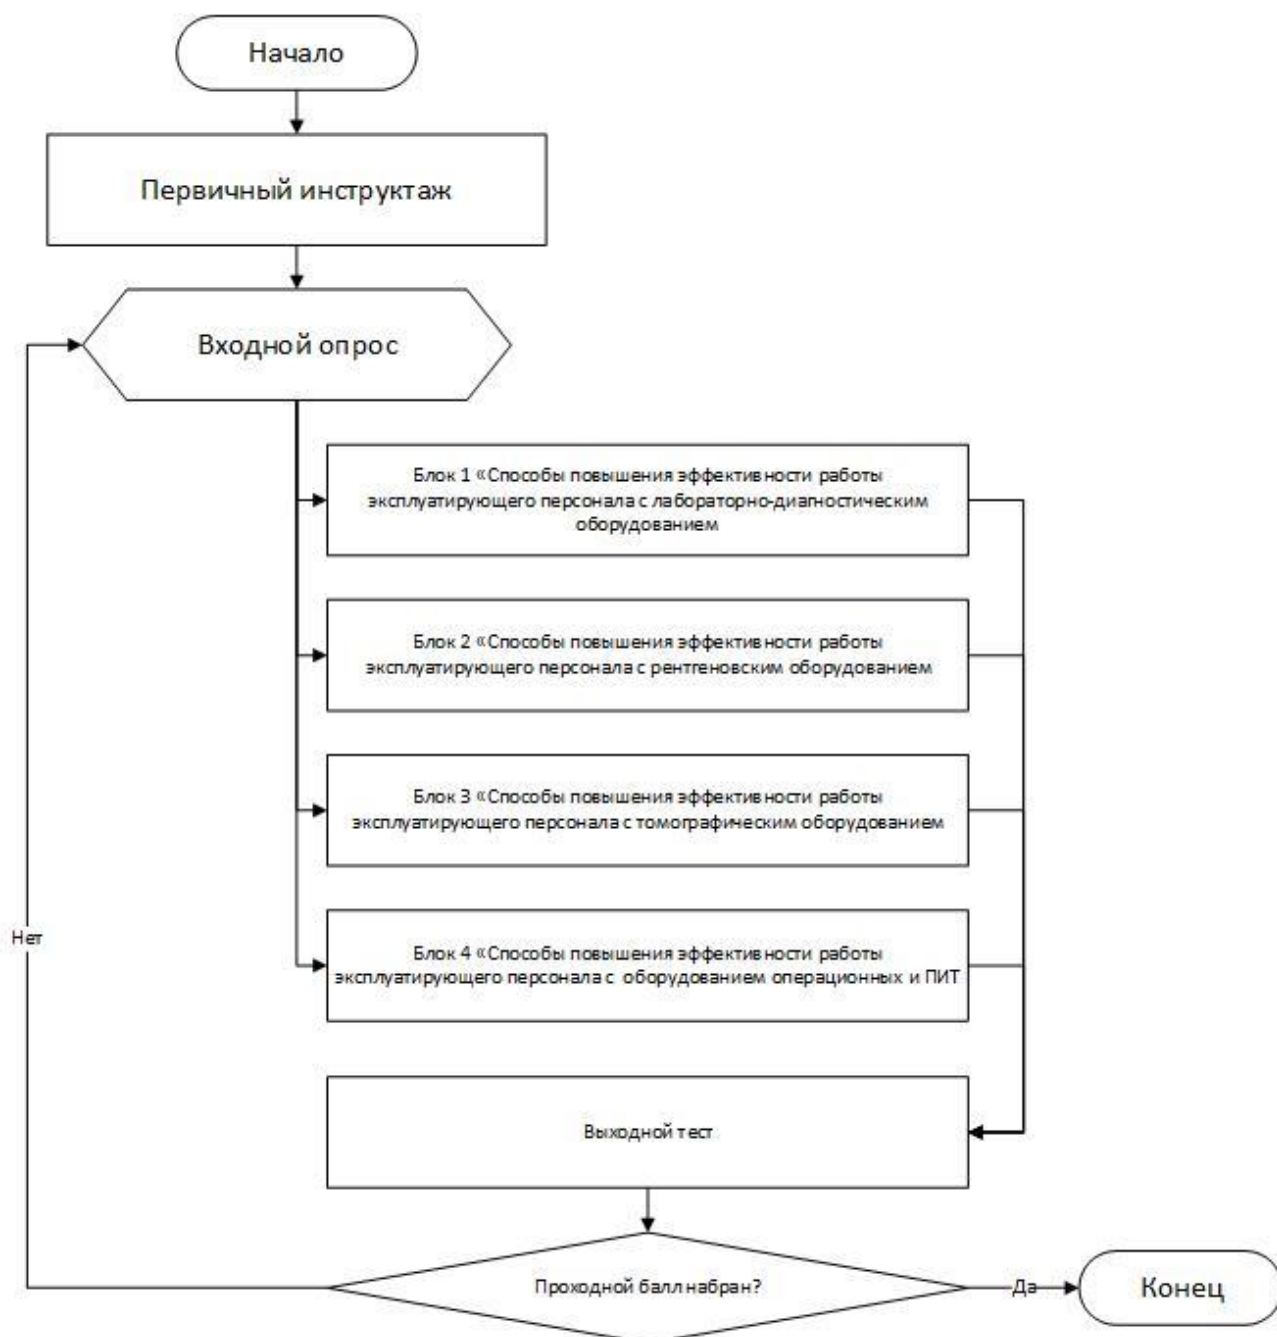 Начало
Первичный инструктаж
Входной опрос
Блок 1 «Способы повышения эффективности работы
эксплуатирующего персонала с лабораторно-диагностическим
оборудованием
Блок 2 «Способы повышения эффективности работы
эксплуатирующего персонала с рентгеновским оборудованием
Блок 3 «Способы повышения эффективности работы
эксплуатирующего персонала с томографическим оборудованием
Нет
Блок 4 «Способы повышения эффективности работы
эксплуатирующего персонала с оборудованием операционных и ПИТ
Выходной тест
Проходной балл набран?
Да
Конец